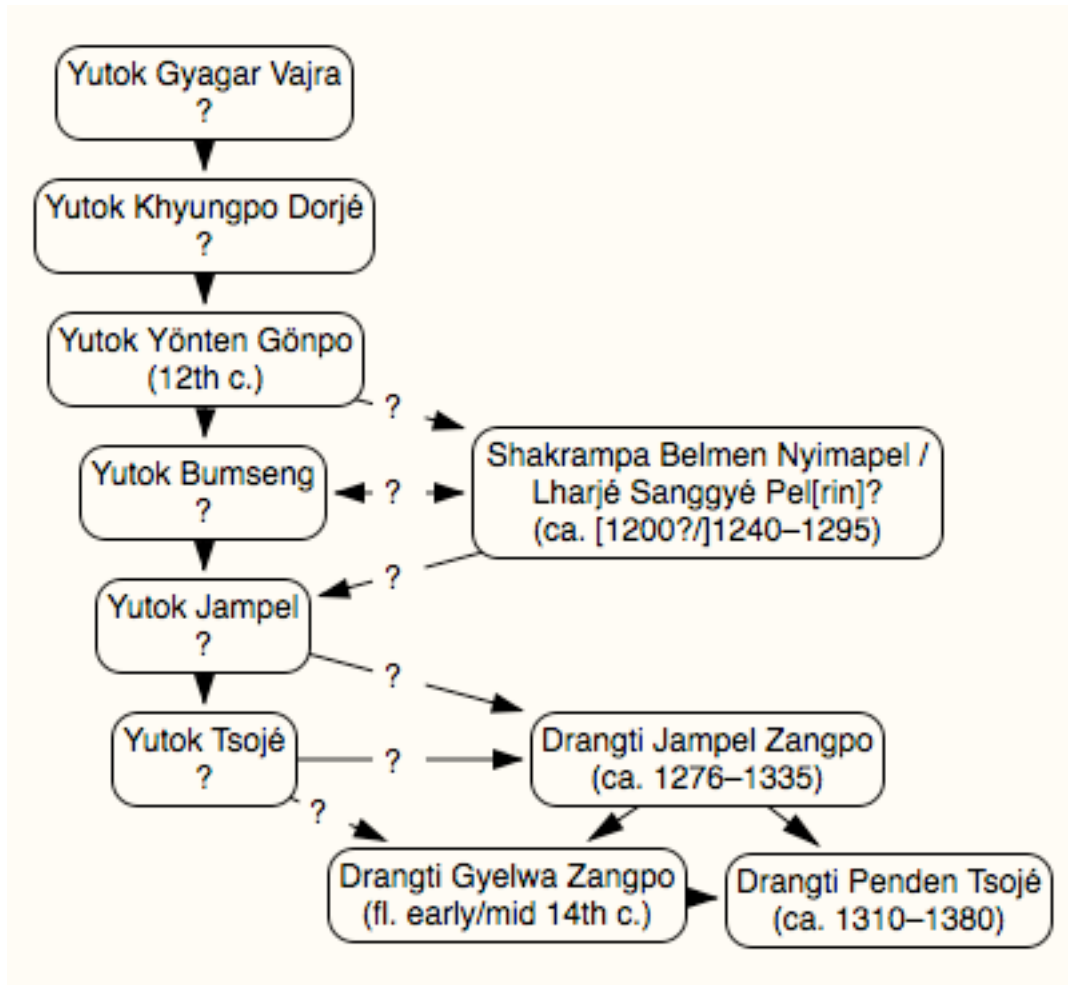 Yutok Gyagar Vajra
?
Yutok Khyungpo Dorjé
?
Yutok Yönten Gönpo
(12th c.)
?
Shakrampa Belmen Nyimapel /
Lharjé Sanggyé Pel[rin]?
(ca. [1200?/]1240–1295)
Yutok Bumseng
?
?
?
Yutok Jampel
?
?
Yutok Tsojé
?
?
Drangti Jampel Zangpo
(ca. 1276–1335)
?
Drangti Gyelwa Zangpo
(fl. early/mid 14th c.)
Drangti Penden Tsojé
(ca. 1310–1380)